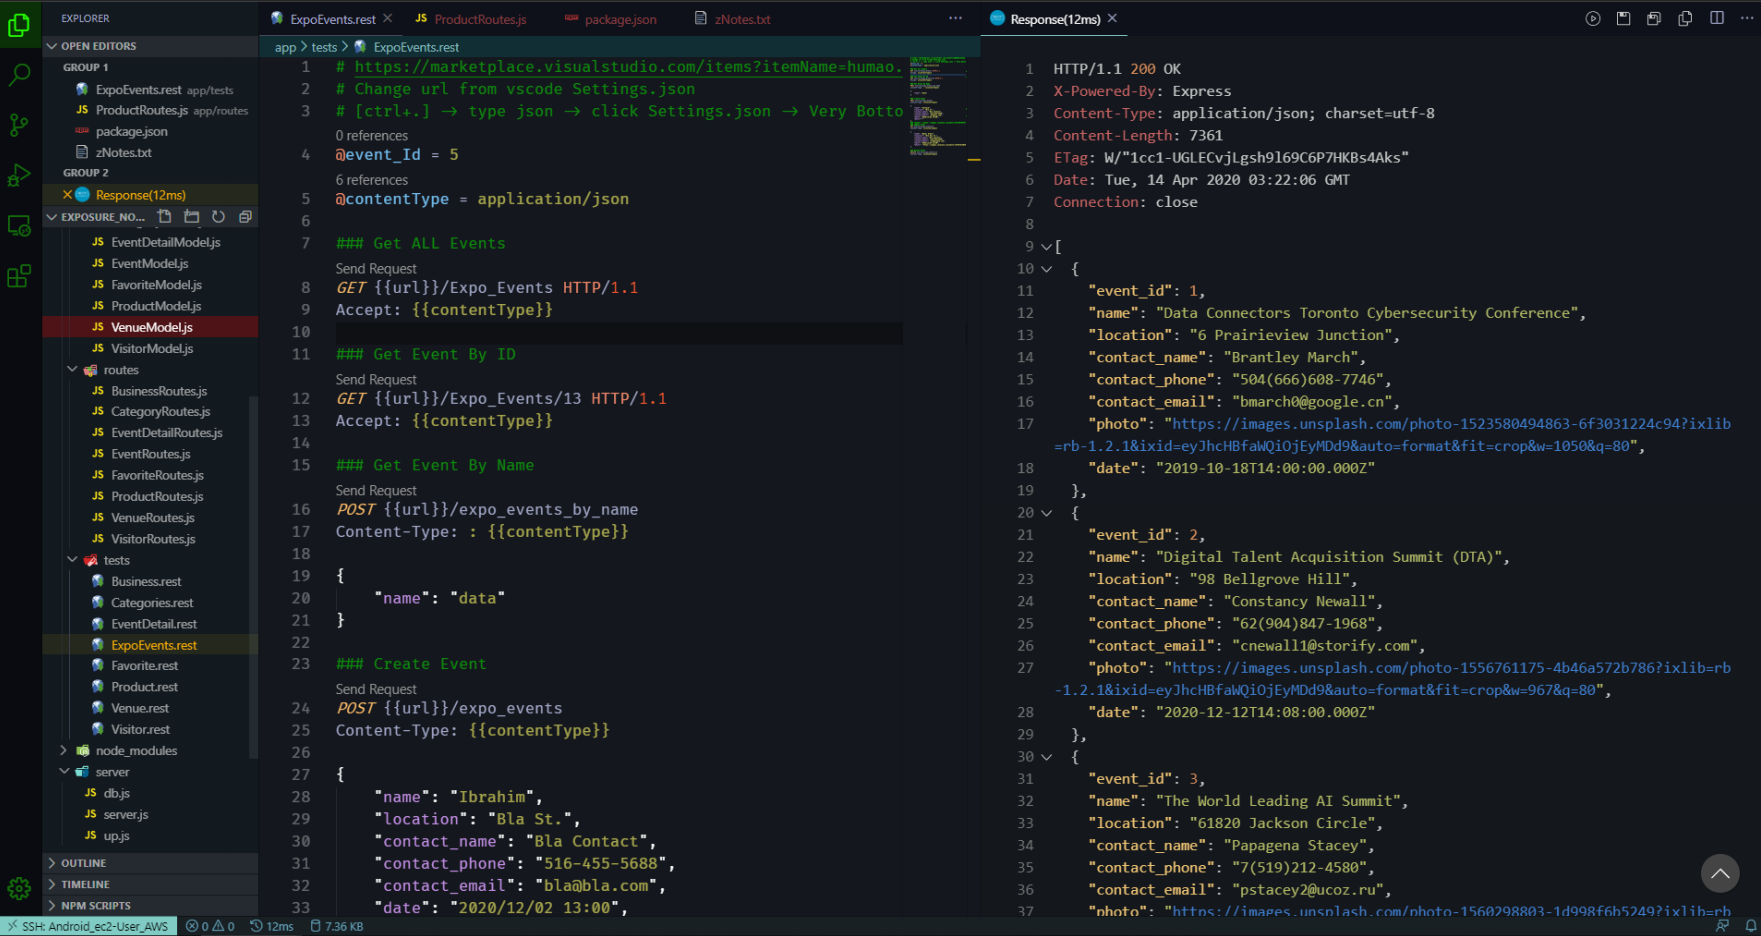 EXPLORER
OPEN EDITORS
GROUP 1
ExpoEvents.rest app/tests
JS ProductRoutes.js app/routes
package.json
zNotes.txt
GROUP 2
Response(12ms)
EXPOSURE_NO...
JS EventDetailModel.js
JS EventModel.js
JS FavoriteModel.js
JS ProductModel.js
JS VenueModel.js
JS VisitorModel.js
routes
JS BusinessRoutes.js
JS CategoryRoutes.js
JS EventDetailRoutes.js
JS EventRoutes.js
JS FavoriteRoutes.js
JS ProductRoutes.js
JS VenueRoutes.js
JS VisitorRoutes.js
tests
Business.rest
Categories.rest
EventDetail.rest
ExpoEvents.rest
Favorite.rest
Product.rest
Venue.rest
Visitor.rest
node_modules
server
JS db.js
JS server.js
JS up.js
OUTLINE
TIMELINE
NPM SCRIPTS
ExpoEvents.rest
JS ProductRoutes.js
package.json
zNotes.txt
...
app > tests > ExpoEvents.rest
1 # https://marketplace.visualstudio.com/items?itemName=humao.
2 # Change url from vscode Settings.json
3 # [ctrl+.] → type json → click Settings.json → Very Botto
0 references
4 @event_Id = 5
6 references
5 @contentType = application/json
6
7 ### Get ALL Events
Send Request
8 GET {{url}}/Expo_Events HTTP/1.1
9 Accept: {{contentType}}
10
11 ### Get Event By ID
Send Request
12 GET {{url}}/Expo_Events/13 HTTP/1.1
13 Accept: {{contentType}}
14
15 ### Get Event By Name
Send Request
16 POST {{url}}/expo_events_by_name
17 Content-Type: : {{contentType}}
18
19 {
20 "name": "data"
21 }
22
23 ### Create Event
Send Request
24 POST {{url}}/expo_events
25 Content-Type: {{contentType}}
26
27 {
28 "name": "Ibrahim",
29 "location": "Bla St.",
30 "contact_name": "Bla Contact",
31 "contact_phone": "516-455-5688",
32 "contact_email": "bla@bla.com",
33 "date": "2020/12/02 13:00",
Response(12ms)
...
1 HTTP/1.1 200 OK
2 X-Powered-By: Express
3 Content-Type: application/json; charset=utf-8
4 Content-Length: 7361
5 ETag: W/"1cc1-UGLECvjLgsh9l69C6P7HKBs4Aks"
6 Date: Tue, 14 Apr 2020 03:22:06 GMT
7 Connection: close
8
9 [
10 {
11 "event_id": 1,
12 "name": "Data Connectors Toronto Cybersecurity Conference",
13 "location": "6 Prairieview Junction",
14 "contact_name": "Brantley March",
15 "contact_phone": "504(666)608-7746",
16 "contact_email": "bmarch0@google.cn",
17 "photo": "https://images.unsplash.com/photo-1523580494863-6f3031224c94?ixlib
=rb-1.2.1&ixid=eyJhcHBfaWQiOjEyMDd9&auto=format&fit=crop&w=1050&q=80",
18 "date": "2019-10-18T14:00:00.000Z"
19 },
20 {
21 "event_id": 2,
22 "name": "Digital Talent Acquisition Summit (DTA)",
23 "location": "98 Bellgrove Hill",
24 "contact_name": "Constancy Newall",
25 "contact_phone": "62(904)847-1968",
26 "contact_email": "cnewall1@storify.com",
27 "photo": "https://images.unsplash.com/photo-1556761175-4b46a572b786?ixlib=rb
-1.2.1&ixid=eyJhcHBfaWQiOjEyMDd9&auto=format&fit=crop&w=967&q=80",
28 "date": "2020-12-12T14:08:00.000Z"
29 },
30 {
31 "event_id": 3,
32 "name": "The World Leading AI Summit",
33 "location": "61820 Jackson Circle",
34 "contact_name": "Papagena Stacey",
35 "contact_phone": "7(519)212-4580",
36 "contact_email": "pstacey2@ucoz.ru",
37 "photo": "https://images.unsplash.com/photo-1560298803-1d998f6b5249?ixlib=rb
SSH: Android_ec2-User_AWS 0 0 12ms 7.36 KB